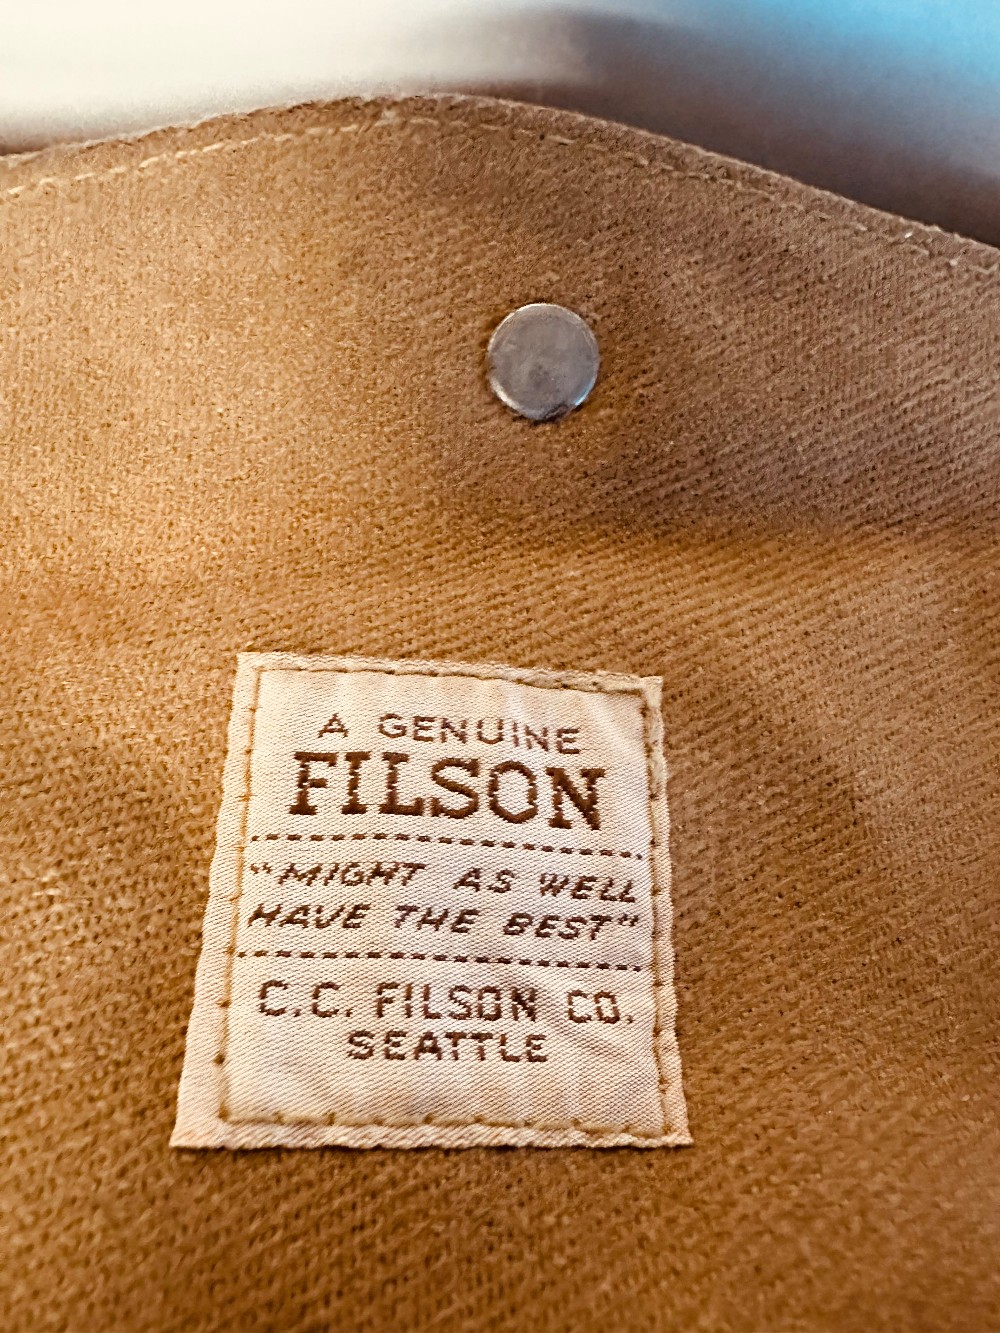 A GENUINE
FILSON
"MIGHT AS WELL
HAVE THE BEST"
C.C. FILSON CO.
SEATTLE